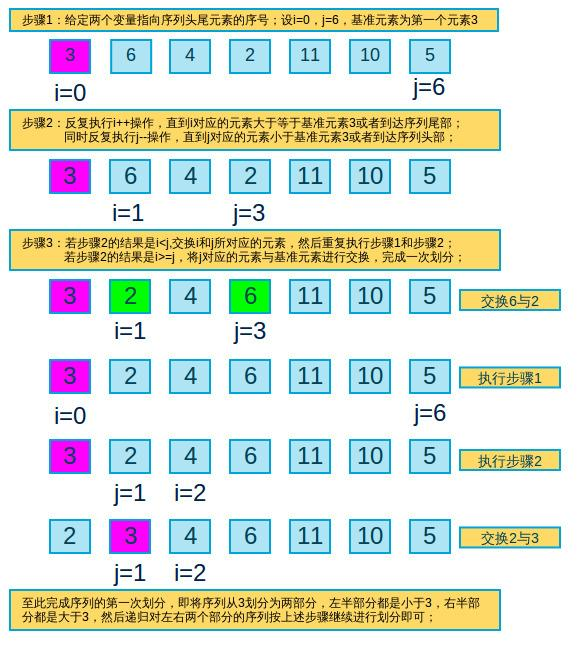 步骤1：给定两个变量指向序列头尾元素的序号；设i=0，j=6，基准元素为第一个元素3
3 6 4 2 11 10 5
i=0 j=6
步骤2：反复执行i++操作，直到i对应的元素大于等于基准元素3或者到达序列尾部；
同时反复执行j--操作，直到j对应的元素小于基准元素3或者到达序列头部；
3 6 4 2 11 10 5
i=1 j=3
步骤3：若步骤2的结果是i<j,交换i和j所对应的元素，然后重复执行步骤1和步骤2；
若步骤2的结果是i>=j，将j对应的元素与基准元素进行交换，完成一次划分；
3 2 4 6 11 10 5 交换6与2
i=1 j=3
3 2 4 6 11 10 5 执行步骤1
i=0 j=6
3 2 4 6 11 10 5 执行步骤2
j=1 i=2
2 3 4 6 11 10 5 交换2与3
j=1 i=2
至此完成序列的第一次划分，即将序列从3划分为两部分，左半部分都是小于3，右半部
分都是大于3，然后递归对左右两个部分的序列按上述步骤继续进行划分即可；